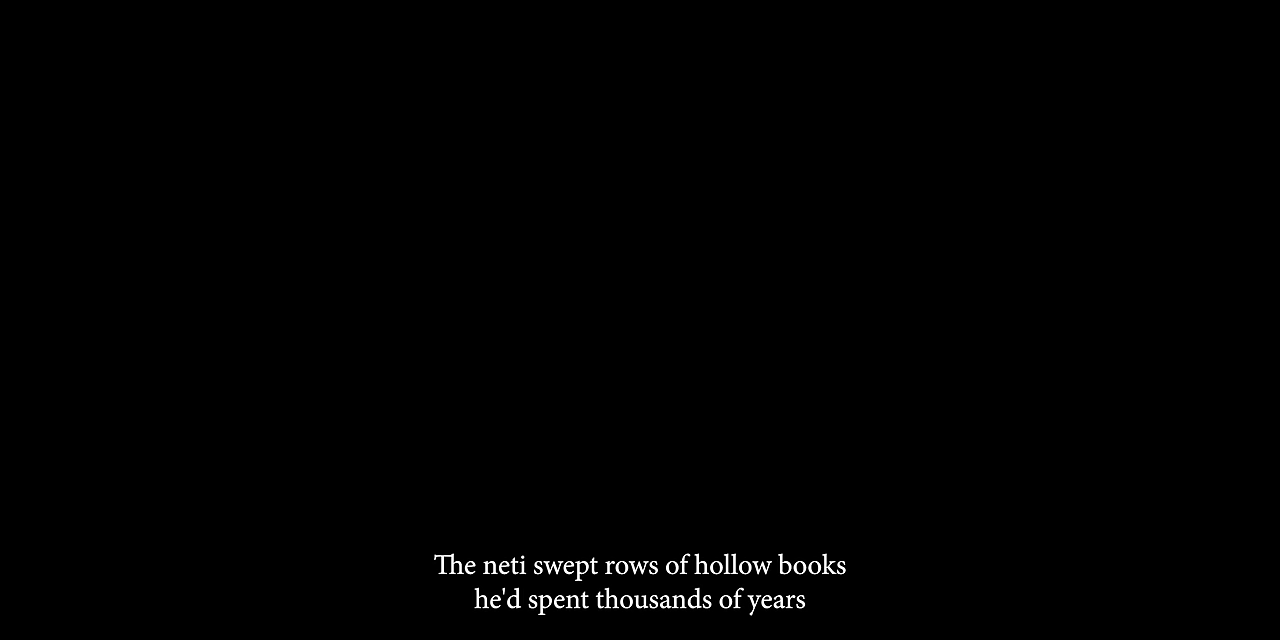 The neti swept rows of hollow books
he'd spent thousands of years